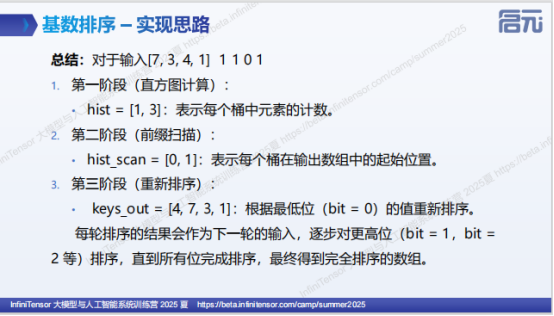 基数排序 – 实现思路
启元
总结：对于输入[7, 3, 4, 1] 1 1 0 1
1. 第一阶段（直方图计算）：
• hist = [1, 3]：表示每个桶中元素的计数。
2. 第二阶段（前缀扫描）：
• hist_scan = [0, 1]：表示每个桶在输出数组中的起始位置。
3. 第三阶段（重新排序）：
• keys_out = [4, 7, 3, 1]：根据最低位（bit = 0）的值重新排序。
每轮排序的结果会作为下一轮的输入，逐步对更高位（bit = 1，bit =
2 等）排序，直到所有位完成排序，最终得到完全排序的数组。
InfiniTensor 大模型与人工智能系统训练营 2025 夏 https://beta.infinitensor.com/camp/summer2025